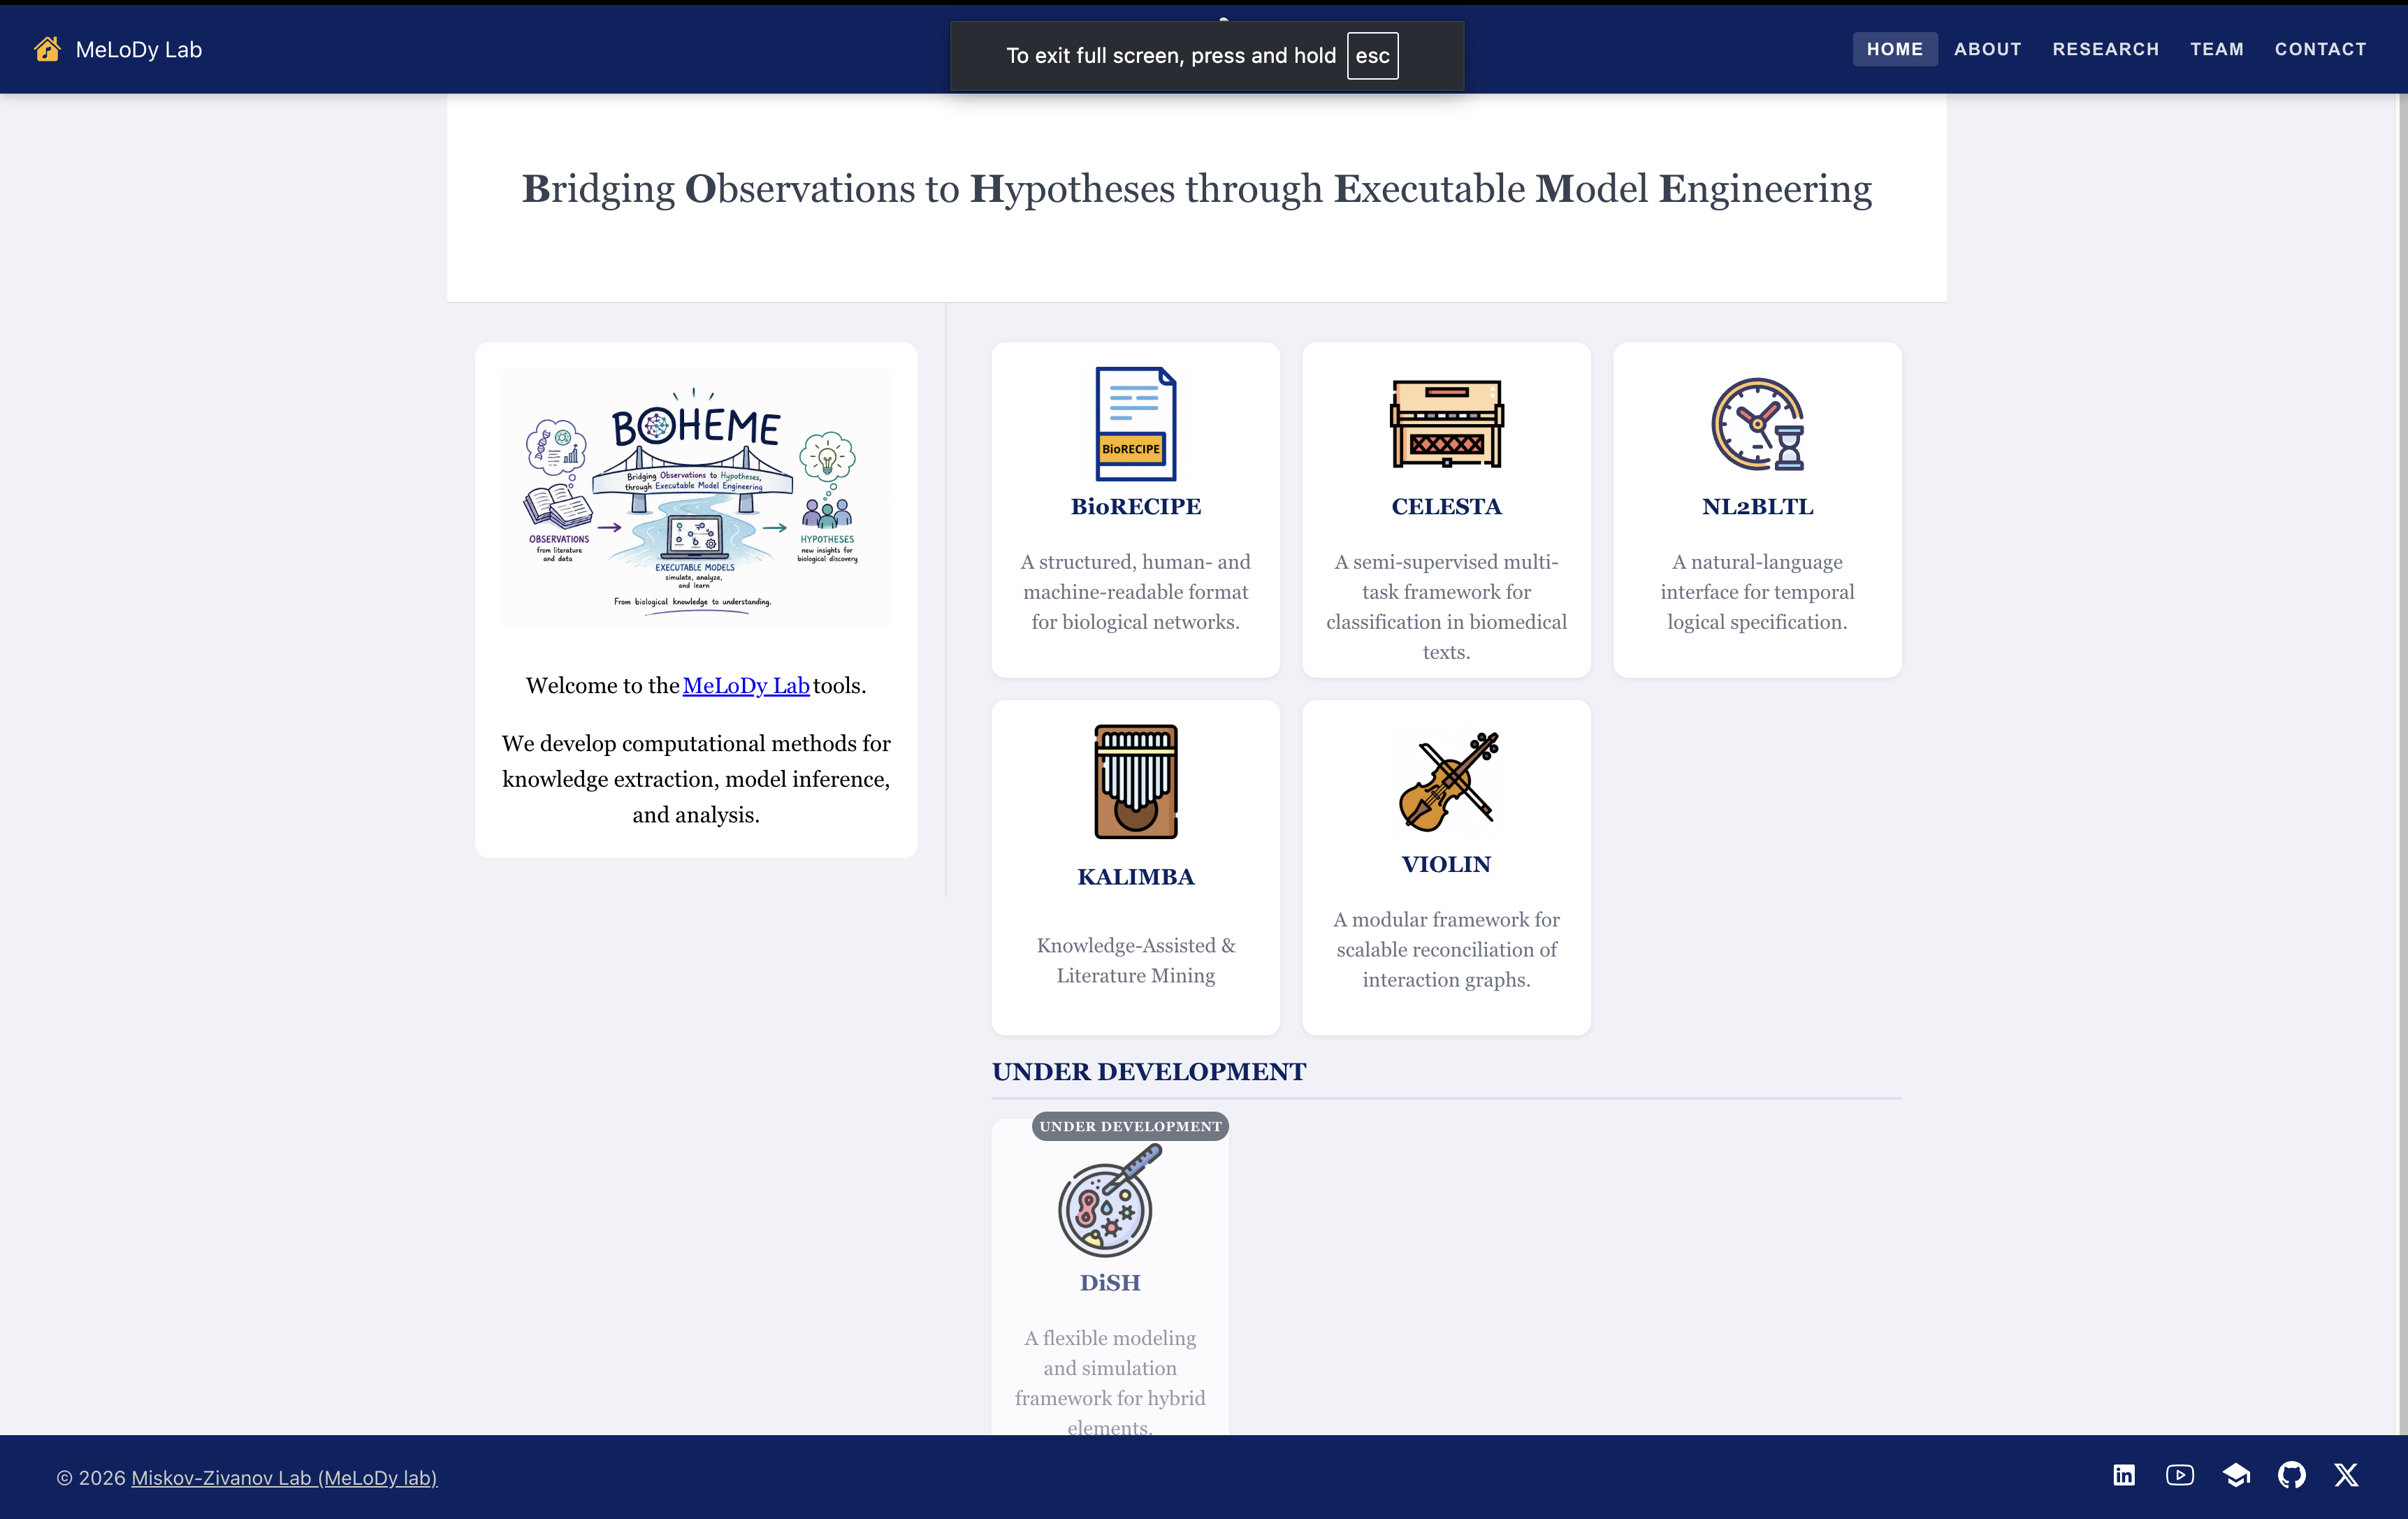 MeLoDy Lab
To exit full screen, press and hold esc
HOME ABOUT RESEARCH TEAM CONTACT
Bridging Observations to Hypotheses through Executable Model Engineering
BOHEME
Bridging Observations to Hypotheses,
through Executable Model Engineering
OBSERVATIONS
from literature
and data
HYPOTHESES
new insights for
biological discovery
EXECUTABLE MODELS
simulate, analyze,
and learn
From biological knowledge to understanding.
Welcome to the MeLoDy Lab tools.
We develop computational methods for
knowledge extraction, model inference,
and analysis.
BioRECIPE
BioRECIPE
A structured, human- and
machine-readable format
for biological networks.
CELESTA
A semi-supervised multi-
task framework for
classification in biomedical
texts.
NL2BLTL
A natural-language
interface for temporal
logical specification.
KALIMBA
Knowledge-Assisted &
Literature Mining
VIOLIN
A modular framework for
scalable reconciliation of
interaction graphs.
UNDER DEVELOPMENT
UNDER DEVELOPMENT
DiSH
A flexible modeling
and simulation
framework for hybrid
elements.
© 2026 Miskov-Zivanov Lab (MeLoDy lab)